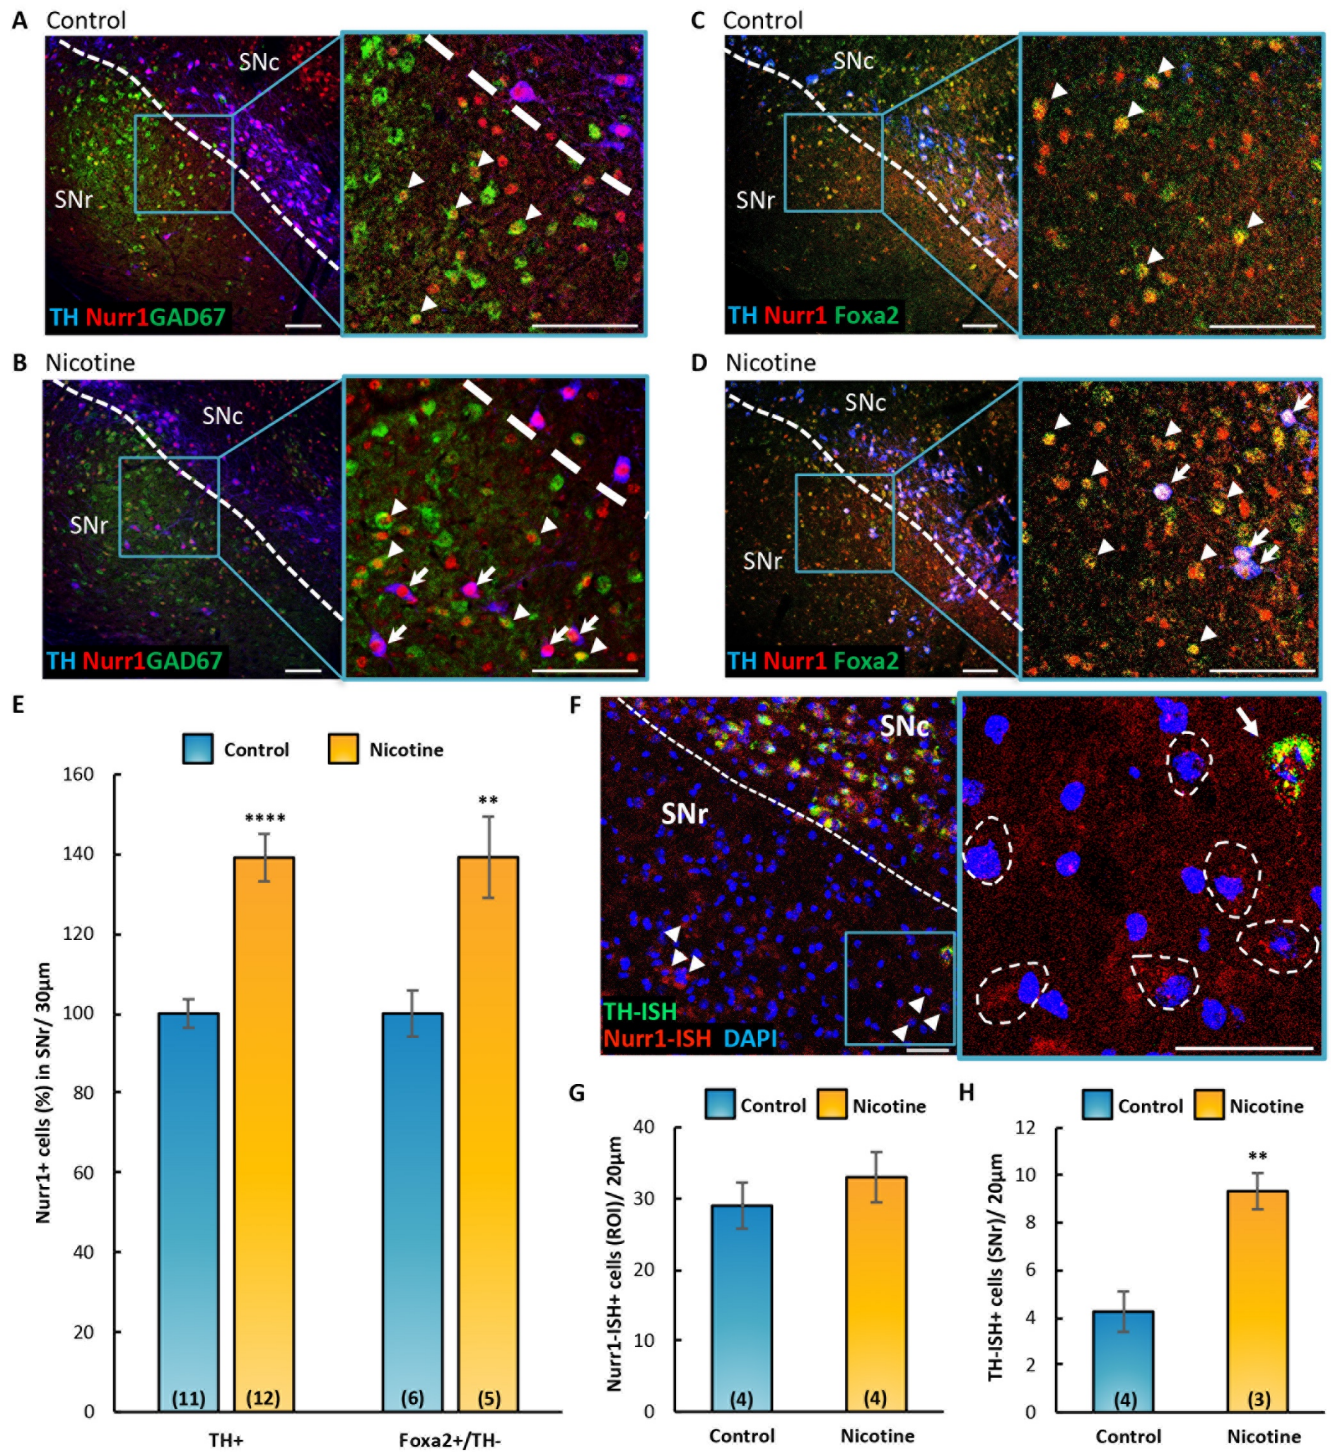 A Control
SNc
SNr
TH Nurr1GAD67
B Nicotine
SNc
SNr
TH Nurr1GAD67
C Control
SNc
SNr
TH Nurr1 Foxa2
D Nicotine
SNc
SNr
TH Nurr1 Foxa2
E
Control Nicotine
Nurr1+ cells (%) in SNr/ 30μm
160
140
120
100
80
60
40
20
0
****
**
(11) (12) (6) (5)
TH+ Foxa2+/TH-
F
SNc
SNr
TH-ISH
Nurr1-ISH DAPI
G
Control Nicotine
Nurr1-ISH+ cells (ROI)/ 20μm
40
30
20
10
0
(4) (4)
Control Nicotine
H
Control Nicotine
TH-ISH+ cells (SNr)/ 20μm
12
10
8
6
4
2
0
**
(4) (3)
Control Nicotine